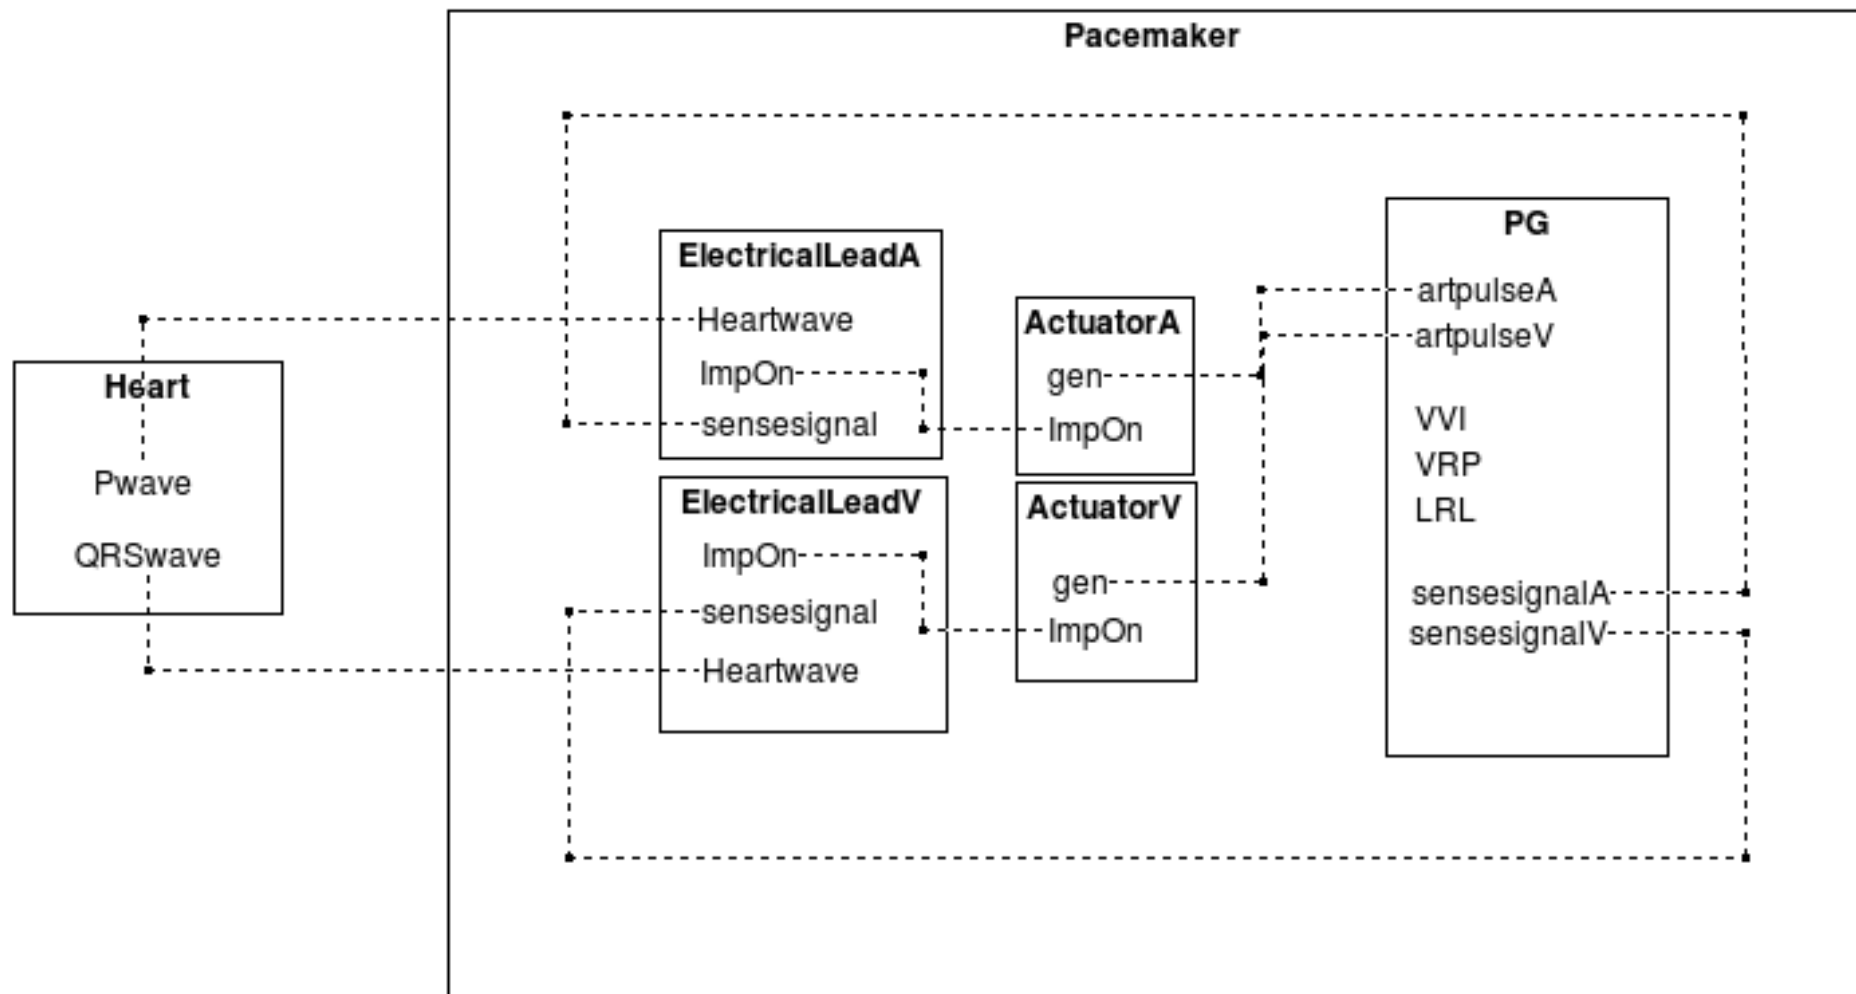 Pacemaker
Heart
Pwave
QRSwave
ElectricalLeadA
Heartwave
ImpOn
sensesignal
ElectricalLeadV
ImpOn
sensesignal
Heartwave
ActuatorA
gen
ImpOn
ActuatorV
gen
ImpOn
PG
artpulseA
artpulseV
VVI
VRP
LRL
sensesignalA
sensesignalV